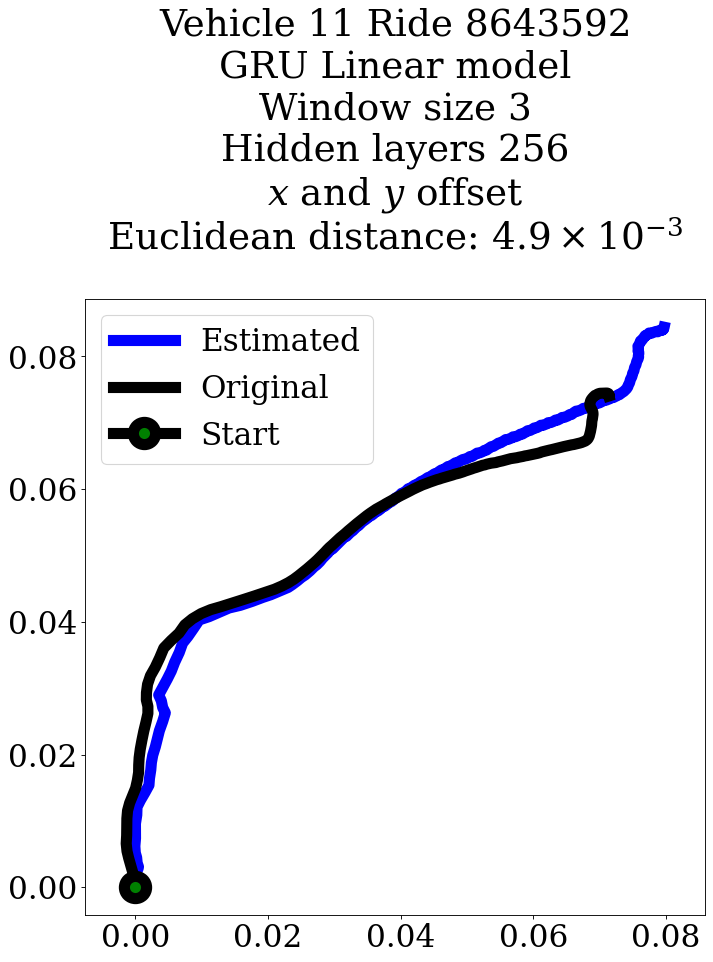 Vehicle 11 Ride 8643592
GRU Linear model
Window size 3
Hidden layers 256
x and y offset
Euclidean distance: 4.9 × 10⁻³
Estimated
Original
Start
0.08
0.06
0.04
0.02
0.00
0.00 0.02 0.04 0.06 0.08